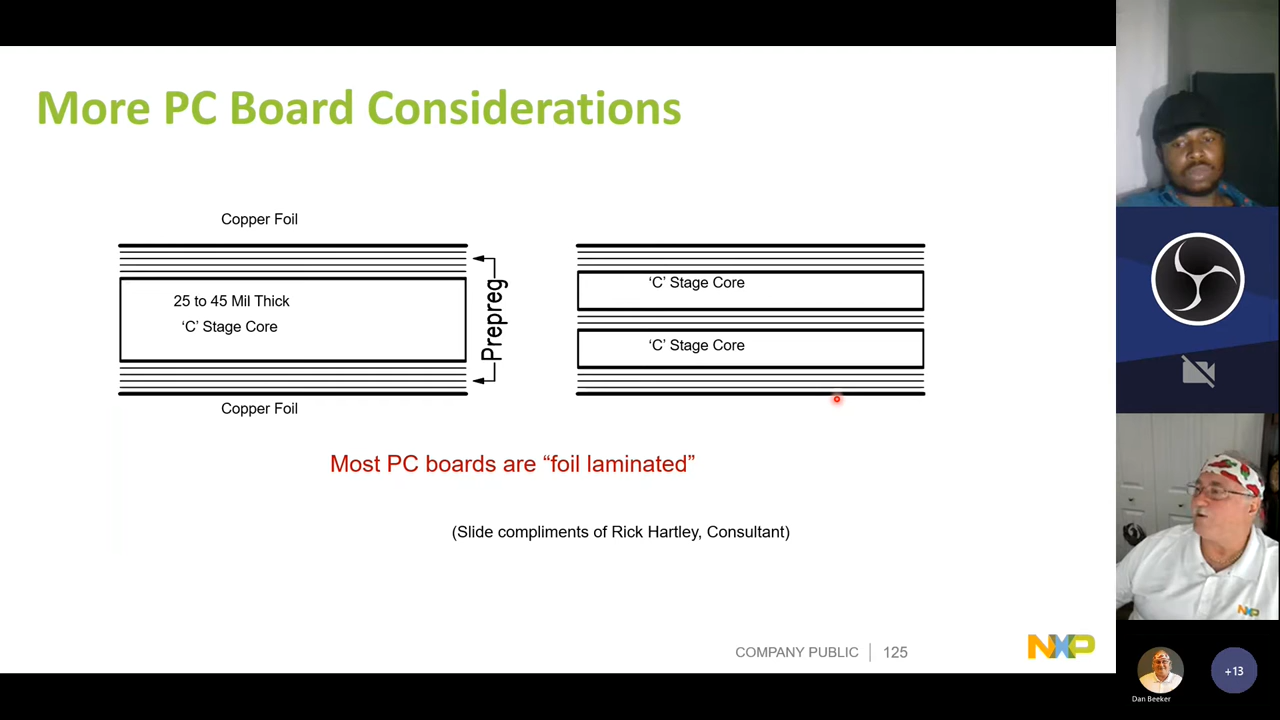 More PC Board Considerations
Copper Foil
25 to 45 Mil Thick
‘C’ Stage Core
Copper Foil
Prepreg
‘C’ Stage Core
‘C’ Stage Core
Most PC boards are “foil laminated”
(Slide compliments of Rick Hartley, Consultant)
COMPANY PUBLIC
125
NXP
NXP
Dan Beeker
+13